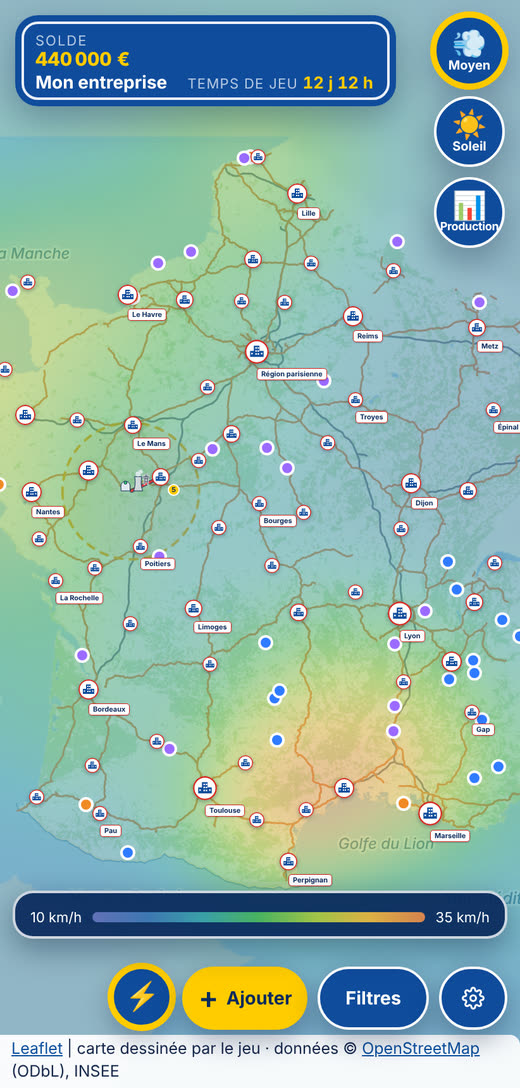 SOLDE
440 000 €
Mon entreprise TEMPS DE JEU 12 j 12 h
Moyen
Soleil
Production
a Manche
Lille
Le Havre
Reims
Metz
Région parisienne
Troyes
Épinal
Le Mans
5
Nantes
Dijon
Bourges
Poitiers
La Rochelle
Limoges
Lyon
Bordeaux
Gap
Toulouse
Pau
Marseille
Golfe du Lion
Perpignan
10 km/h 35 km/h
+ Ajouter
Filtres
Leaflet | carte dessinée par le jeu · données © OpenStreetMap
(ODbL), INSEE